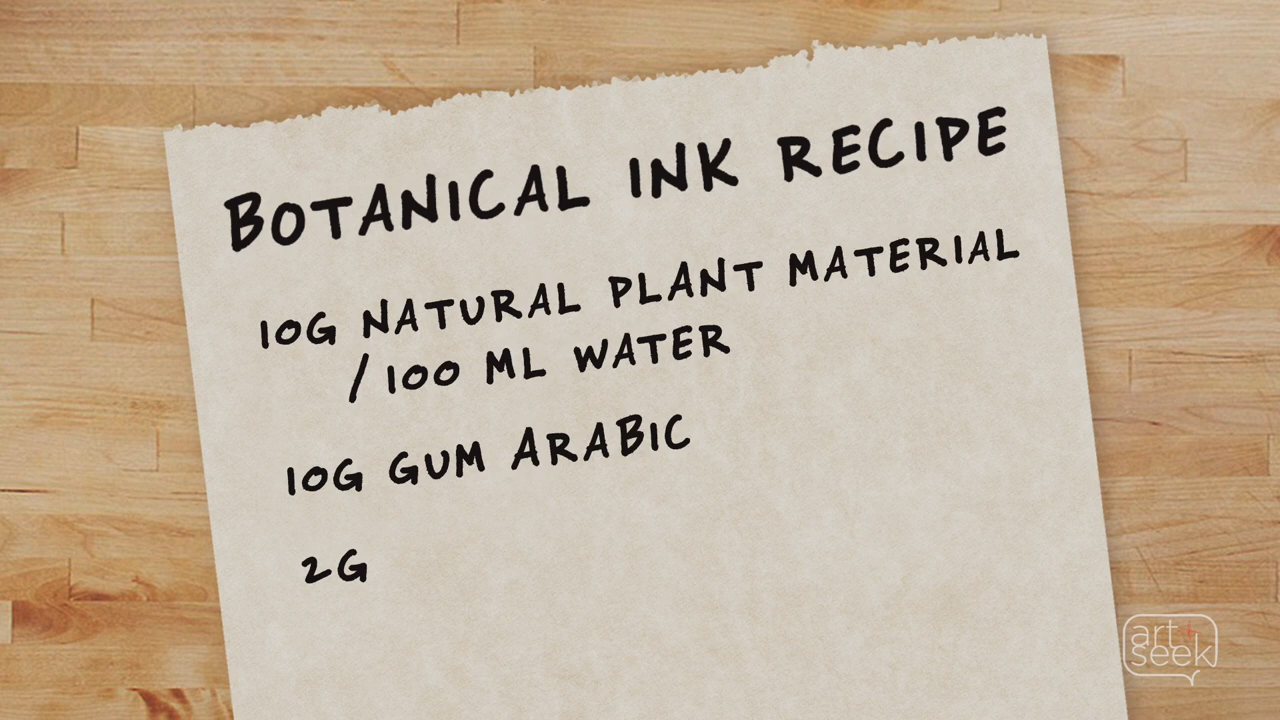 BOTANICAL INK RECIPE
10G NATURAL PLANT MATERIAL
/ 100 ML WATER
10G GUM ARABIC
2G
art+
seek